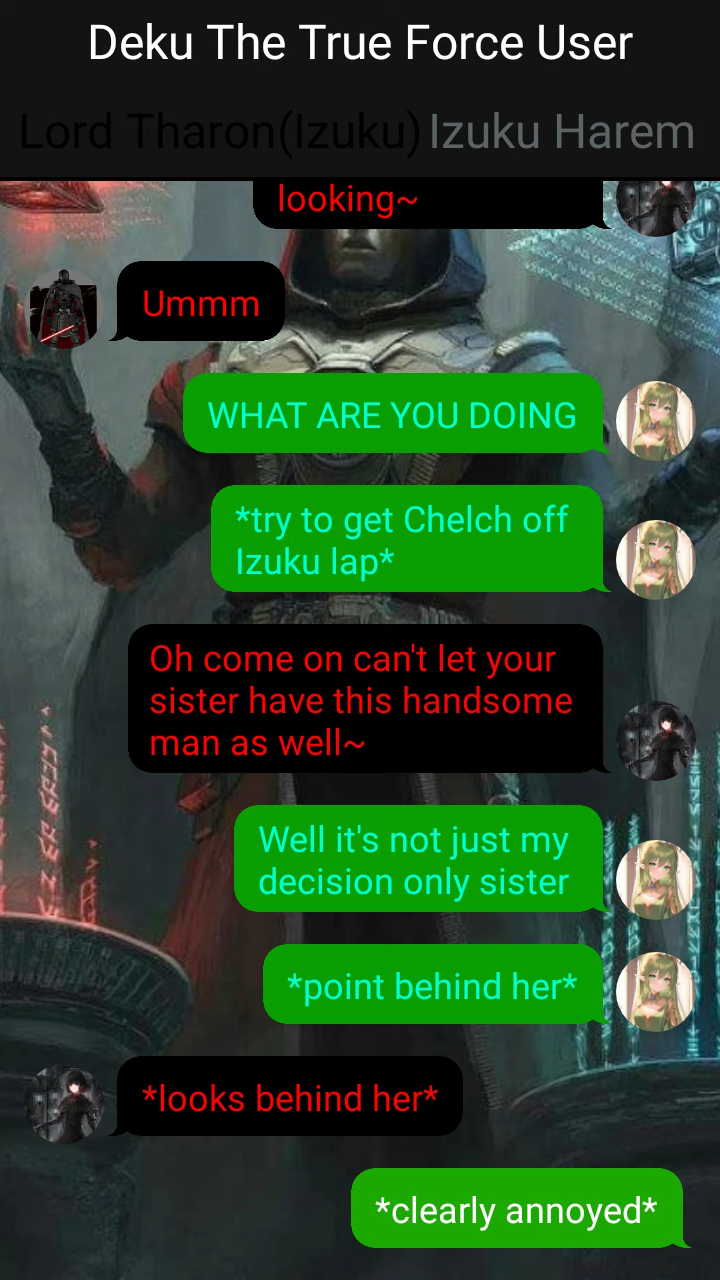 Deku The True Force User
Lord Tharon(Izuku) Izuku Harem
looking~
Ummm
WHAT ARE YOU DOING
*try to get Chelch off
Izuku lap*
Oh come on can't let your
sister have this handsome
man as well~
Well it's not just my
decision only sister
*point behind her*
*looks behind her*
*clearly annoyed*